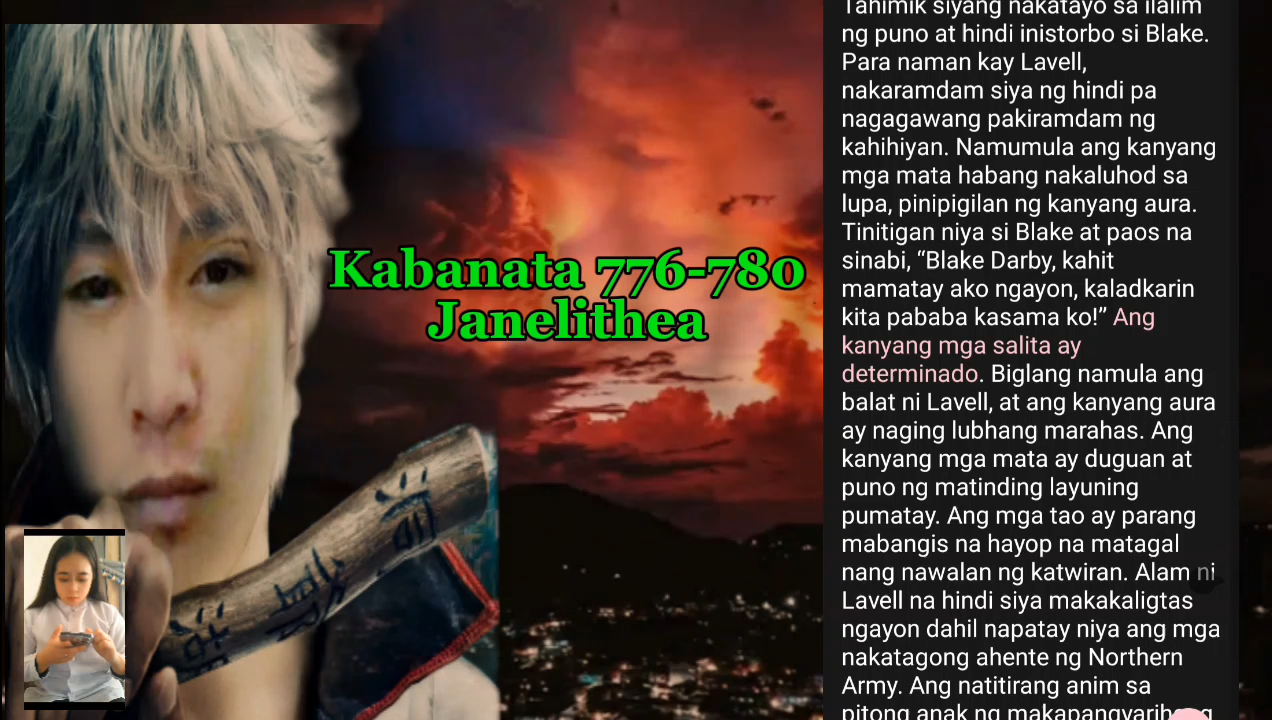 Kabanata 776-780
Janelithea
Tahimik siyang nakatayo sa ilalim
ng puno at hindi inistorbo si Blake.
Para naman kay Lavell,
nakaramdam siya ng hindi pa
nagagawang pakiramdam ng
kahihiyan. Namumula ang kanyang
mga mata habang nakaluhod sa
lupa, pinipigilan ng kanyang aura.
Tinitigan niya si Blake at paos na
sinabi, “Blake Darby, kahit
mamatay ako ngayon, kaladkarin
kita pababa kasama ko!” Ang
kanyang mga salita ay
determinado. Biglang namula ang
balat ni Lavell, at ang kanyang aura
ay naging lubhang marahas. Ang
kanyang mga mata ay duguan at
puno ng matinding layuning
pumatay. Ang mga tao ay parang
mabangis na hayop na matagal
nang nawalan ng katwiran. Alam ni
Lavell na hindi siya makakaligtas
ngayon dahil napatay niya ang mga
nakatagong ahente ng Northern
Army. Ang natitirang anim sa
pitong anak ng